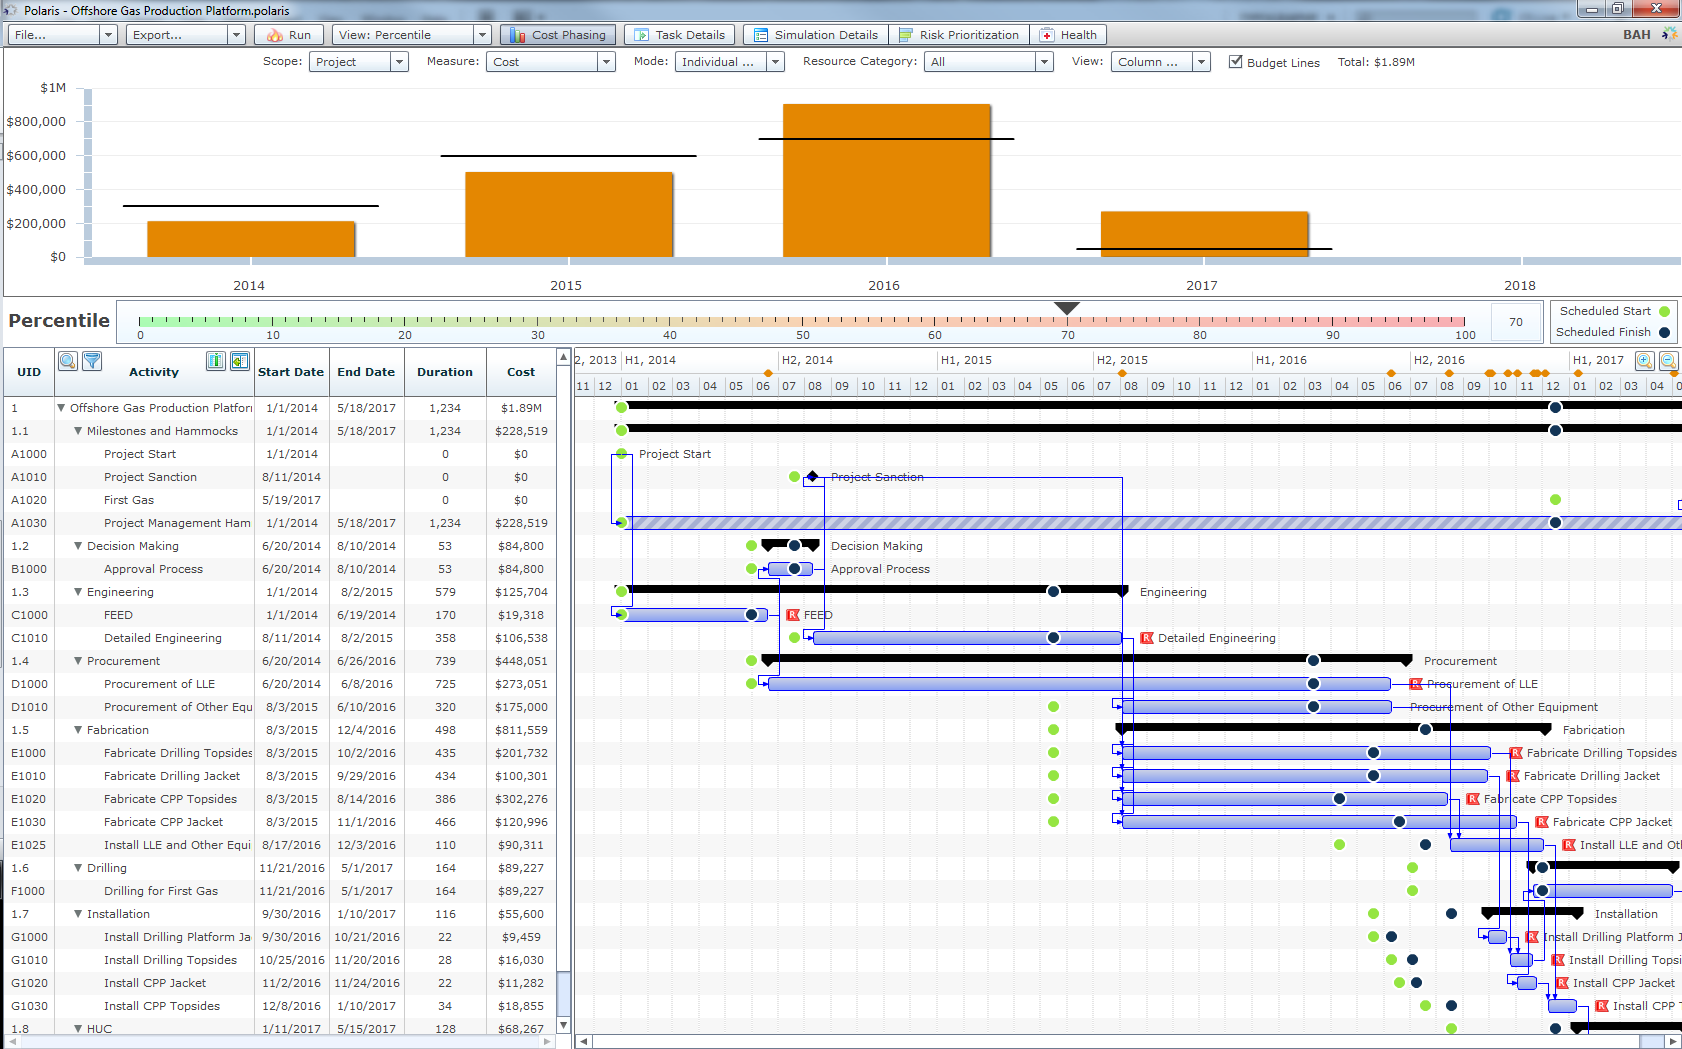 Polaris - Offshore Gas Production Platform.polaris
File... Export... Run View: Percentile Cost Phasing Task Details Simulation Details Risk Prioritization Health BAH
Scope: Project Measure: Cost Mode: Individual ... Resource Category: All View: Column ... Budget Lines Total: $1.89M
$1M
$800,000
$600,000
$400,000
$200,000
$0
2014 2015 2016 2017 2018
Percentile 0 10 20 30 40 50 60 70 80 90 100 70
Scheduled Start
Scheduled Finish
UID Activity Start Date End Date Duration Cost
2, 2013 H1, 2014 H2, 2014 H1, 2015 H2, 2015 H1, 2016 H2, 2016 H1, 2017
11 12 01 02 03 04 05 06 07 08 09 10 11 12 01 02 03 04 05 06 07 08 09 10 11 12 01 02 03 04 05 06 07 08 09 10 11 12 01 02 03 04 0
1 Offshore Gas Production Platfor 1/1/2014 5/18/2017 1,234 $1.89M
1.1 Milestones and Hammocks 1/1/2014 5/18/2017 1,234 $228,519
A1000 Project Start 1/1/2014 0 $0 Project Start
A1010 Project Sanction 8/11/2014 0 $0 Project Sanction
A1020 First Gas 5/19/2017 0 $0
A1030 Project Management Ham 1/1/2014 5/18/2017 1,234 $228,519
1.2 Decision Making 6/20/2014 8/10/2014 53 $84,800 Decision Making
B1000 Approval Process 6/20/2014 8/10/2014 53 $84,800 Approval Process
1.3 Engineering 1/1/2014 8/2/2015 579 $125,704 Engineering
C1000 FEED 1/1/2014 6/19/2014 170 $19,318 R FEED
C1010 Detailed Engineering 8/11/2014 8/2/2015 358 $106,538 R Detailed Engineering
1.4 Procurement 6/20/2014 6/26/2016 739 $448,051 Procurement
D1000 Procurement of LLE 6/20/2014 6/8/2016 725 $273,051 R Procurement of LLE
D1010 Procurement of Other Equ 8/3/2015 6/10/2016 320 $175,000 Procurement of Other Equipment
1.5 Fabrication 8/3/2015 12/4/2016 498 $811,559 Fabrication
E1000 Fabricate Drilling Topsides 8/3/2015 10/2/2016 435 $201,732 R Fabricate Drilling Topsides
E1010 Fabricate Drilling Jacket 8/3/2015 9/29/2016 434 $100,301 R Fabricate Drilling Jacket
E1020 Fabricate CPP Topsides 8/3/2015 8/14/2016 386 $302,276 R Fabricate CPP Topsides
E1030 Fabricate CPP Jacket 8/3/2015 11/1/2016 466 $120,996 R Fabricate CPP Jacket
E1025 Install LLE and Other Equi 8/17/2016 12/3/2016 110 $90,311 R Install LLE and Ot
1.6 Drilling 11/21/2016 5/1/2017 164 $89,227
F1000 Drilling for First Gas 11/21/2016 5/1/2017 164 $89,227
1.7 Installation 9/30/2016 1/10/2017 116 $55,600 Installation
G1000 Install Drilling Platform Ja 9/30/2016 10/21/2016 22 $9,459 R Install Drilling Platform J
G1010 Install Drilling Topsides 10/25/2016 11/20/2016 28 $16,030 R Install Drilling Topsi
G1020 Install CPP Jacket 11/2/2016 11/24/2016 22 $11,282 R Install CPP Jacket
G1030 Install CPP Topsides 12/8/2016 1/10/2017 34 $18,855 R Install CPP T
1.8 HUC 1/11/2017 5/15/2017 128 $68,267